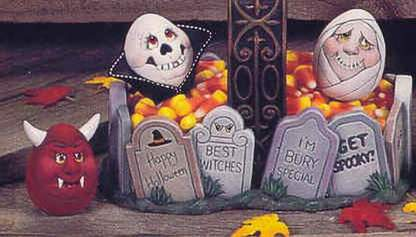 Happy
Halloween
BEST
WITCHES
I'M
BURY
SPECIAL
GET
SPOOKY!